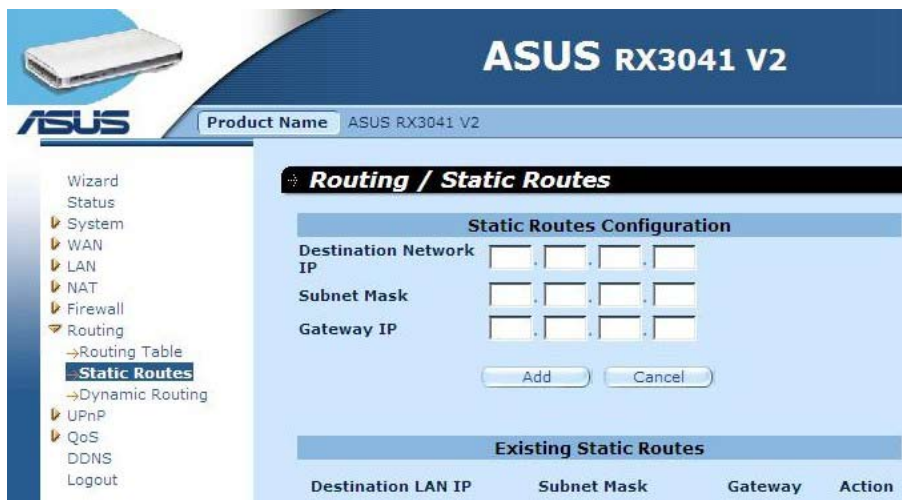 ASUS RX3041 V2
ASUS
Product Name ASUS RX3041 V2
Wizard
Status
System
WAN
LAN
NAT
Firewall
Routing
→Routing Table
→Static Routes
→Dynamic Routing
UPnP
QoS
DDNS
Logout
Routing / Static Routes
Static Routes Configuration
Destination Network
IP
. . .
Subnet Mask
. . .
Gateway IP
. . .
Add Cancel
Existing Static Routes
Destination LAN IP Subnet Mask Gateway Action